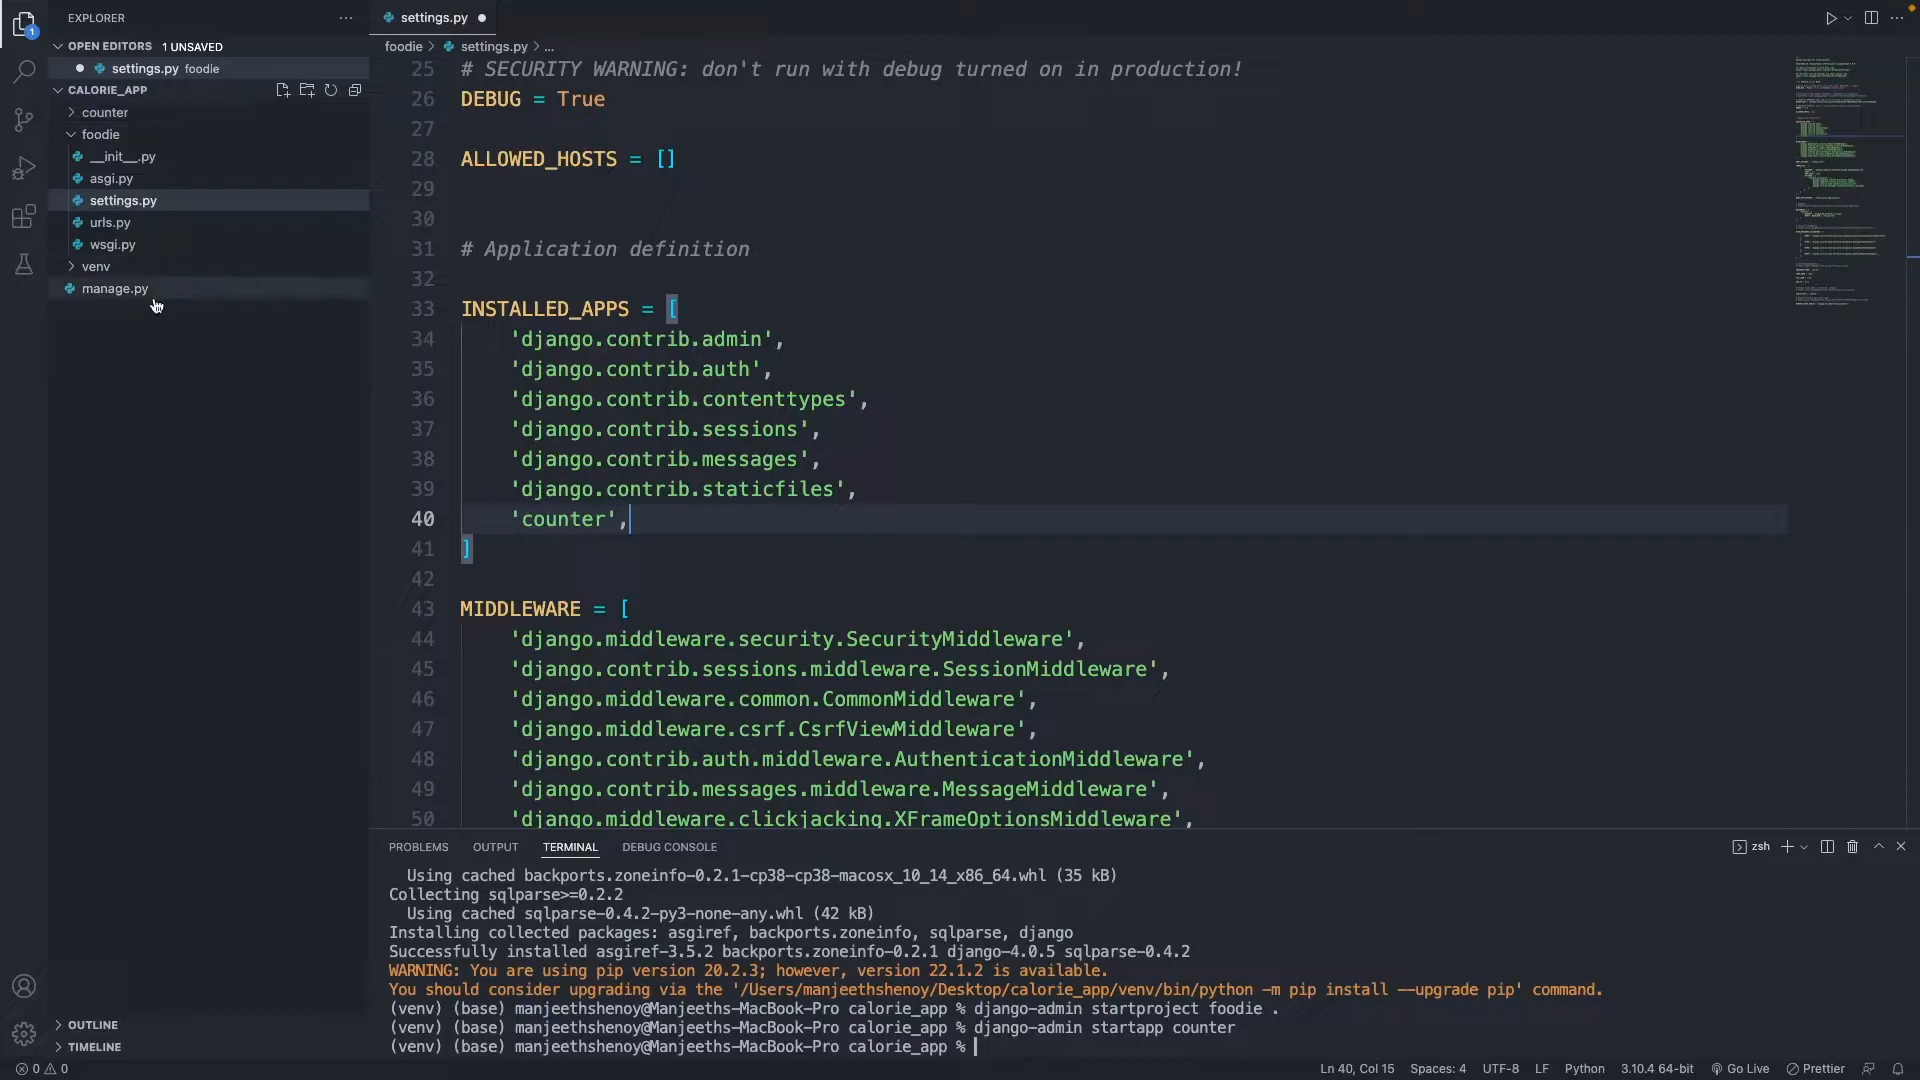 EXPLORER
OPEN EDITORS 1 UNSAVED
settings.py foodie
CALORIE_APP
counter
foodie
__init__.py
asgi.py
settings.py
urls.py
wsgi.py
venv
manage.py
OUTLINE
TIMELINE
1
settings.py
foodie > settings.py > ...
25 # SECURITY WARNING: don't run with debug turned on in production!
26 DEBUG = True
27
28 ALLOWED_HOSTS = []
29
30
31 # Application definition
32
33 INSTALLED_APPS = [
34 'django.contrib.admin',
35 'django.contrib.auth',
36 'django.contrib.contenttypes',
37 'django.contrib.sessions',
38 'django.contrib.messages',
39 'django.contrib.staticfiles',
40 'counter',
41 ]
42
43 MIDDLEWARE = [
44 'django.middleware.security.SecurityMiddleware',
45 'django.contrib.sessions.middleware.SessionMiddleware',
46 'django.middleware.common.CommonMiddleware',
47 'django.middleware.csrf.CsrfViewMiddleware',
48 'django.contrib.auth.middleware.AuthenticationMiddleware',
49 'django.contrib.messages.middleware.MessageMiddleware',
50 'django.middleware.clickjacking.XFrameOptionsMiddleware',
PROBLEMS OUTPUT TERMINAL DEBUG CONSOLE
zsh
Using cached backports.zoneinfo-0.2.1-cp38-cp38-macosx_10_14_x86_64.whl (35 kB)
Collecting sqlparse>=0.2.2
Using cached sqlparse-0.4.2-py3-none-any.whl (42 kB)
Installing collected packages: asgiref, backports.zoneinfo, sqlparse, django
Successfully installed asgiref-3.5.2 backports.zoneinfo-0.2.1 django-4.0.5 sqlparse-0.4.2
WARNING: You are using pip version 20.2.3; however, version 22.1.2 is available.
You should consider upgrading via the '/Users/manjeethshenoy/Desktop/calorie_app/venv/bin/python -m pip install --upgrade pip' command.
(venv) (base) manjeethshenoy@Manjeeths-MacBook-Pro calorie_app % django-admin startproject foodie .
(venv) (base) manjeethshenoy@Manjeeths-MacBook-Pro calorie_app % django-admin startapp counter
(venv) (base) manjeethshenoy@Manjeeths-MacBook-Pro calorie_app %
0 0 Ln 40, Col 15 Spaces: 4 UTF-8 LF Python 3.10.4 64-bit Go Live Prettier